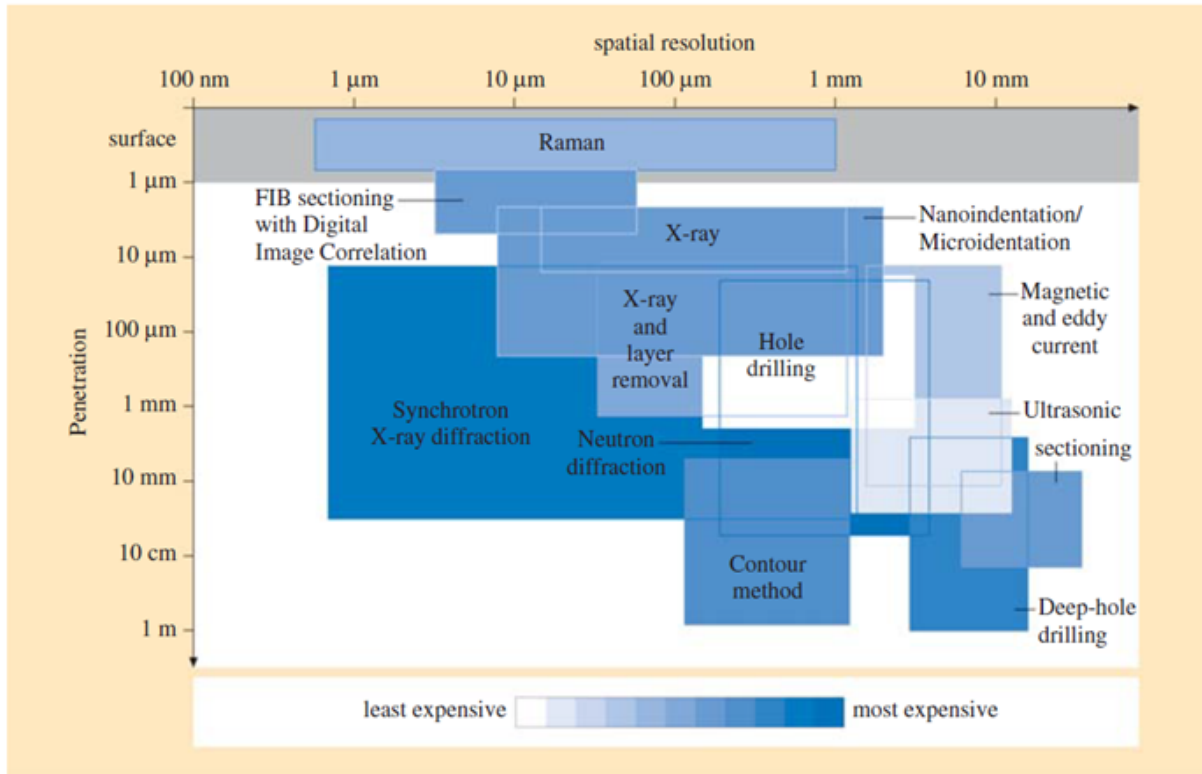 spatial resolution
100 nm 1 µm 10 µm 100 µm 1 mm 10 mm
surface
Raman
1 µm
FIB sectioning
with Digital
Image Correlation
X-ray
Nanoindentation/
Microidentation
10 µm
X-ray
and
layer
removal
Hole
drilling
Magnetic
and eddy
current
100 µm
Penetration
1 mm
Synchrotron
X-ray diffraction
Neutron
diffraction
Ultrasonic
sectioning
10 mm
10 cm
Contour
method
Deep-hole
drilling
1 m
least expensive most expensive